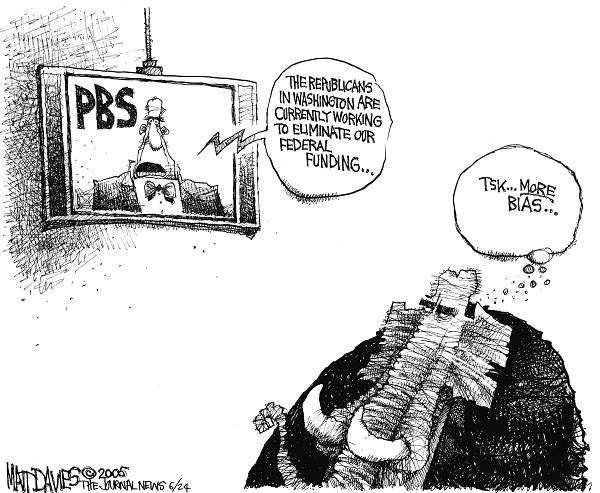 PBS
THE REPUBLICANS
IN WASHINGTON ARE
CURRENTLY WORKING
TO ELIMINATE OUR
FEDERAL
FUNDING...
TSK... MORE
BIAS...
MATT DAVIES © 2005
THE JOURNAL NEWS 6/24